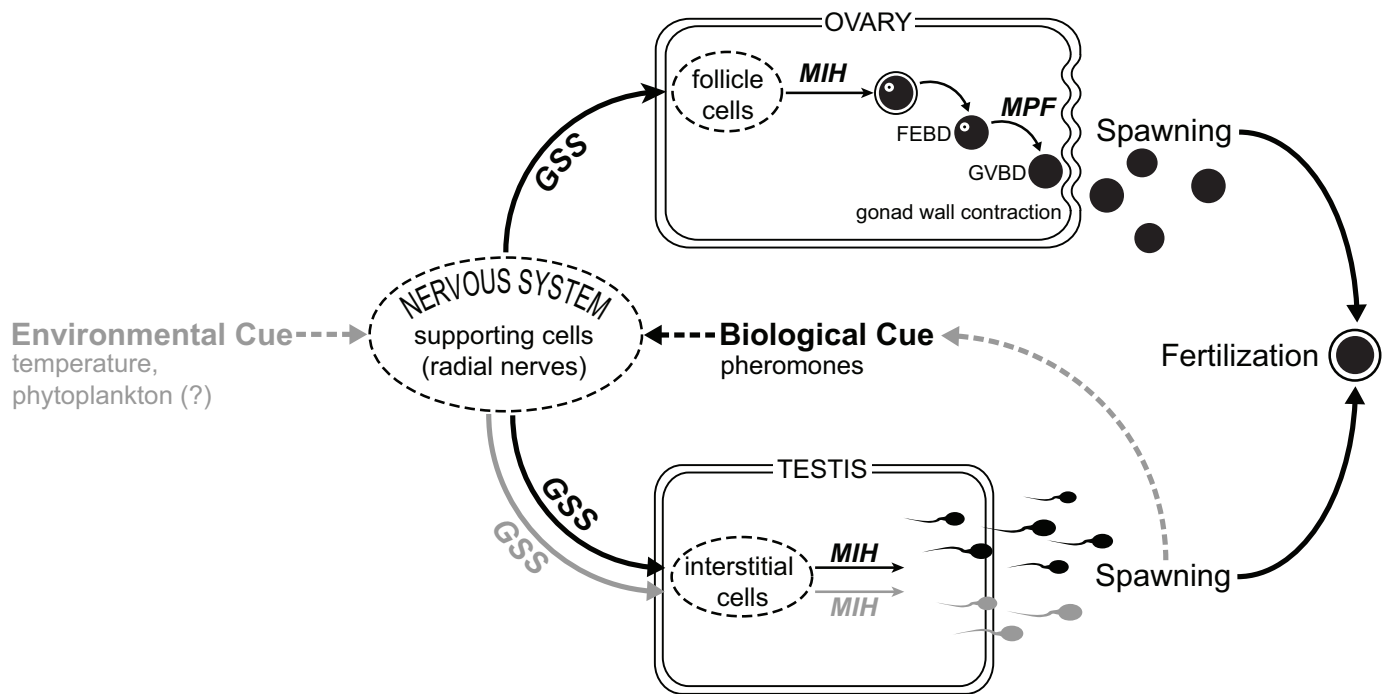 OVARY
follicle
cells
MIH
FEBD
MPF
GVBD
gonad wall contraction
Spawning
GSS
NERVOUS SYSTEM
supporting cells
(radial nerves)
Environmental Cue
temperature,
phytoplankton (?)
Biological Cue
pheromones
Fertilization
GSS
GSS
TESTIS
interstitial
cells
MIH
MIH
Spawning